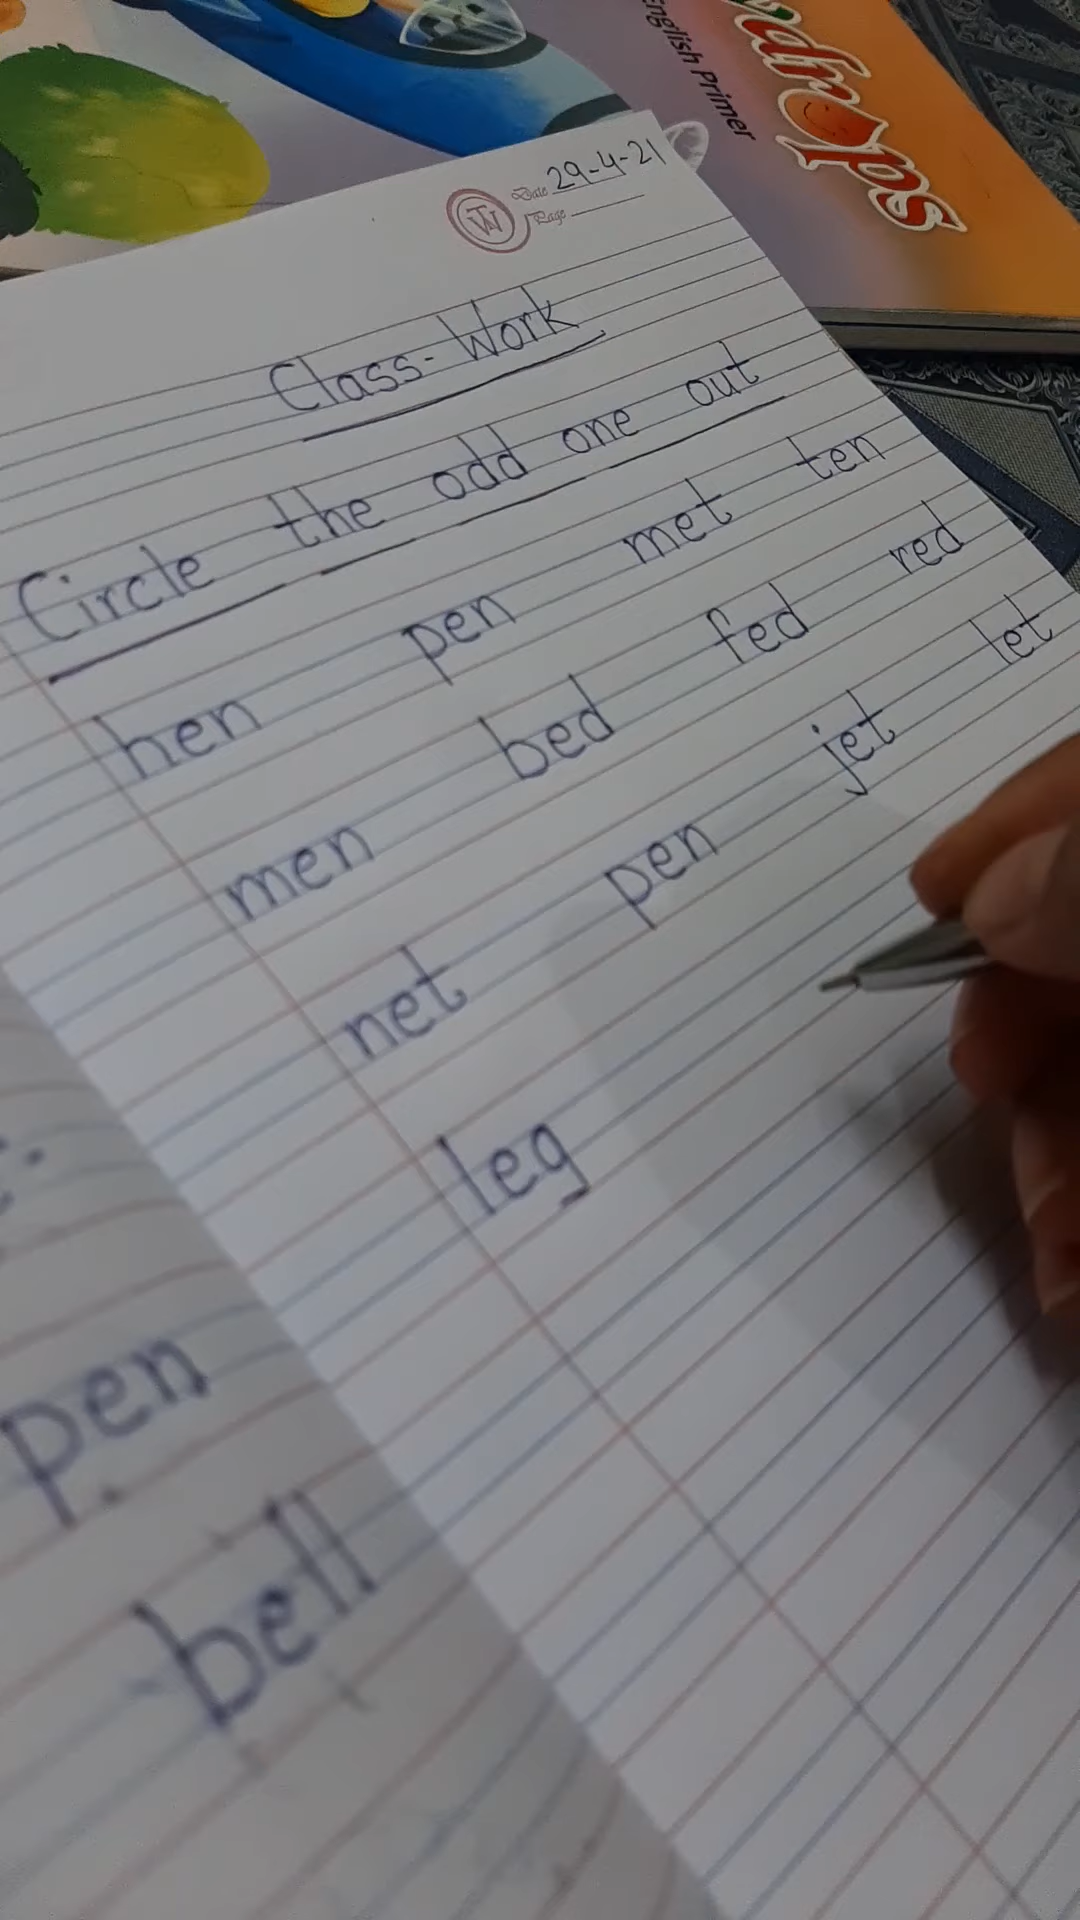 English Primer
drops
Date 29-4-21
Page
Class-Work
Circle the odd one out
hen pen met ten
men bed fed red
net pen jet let
leg
pen
bell